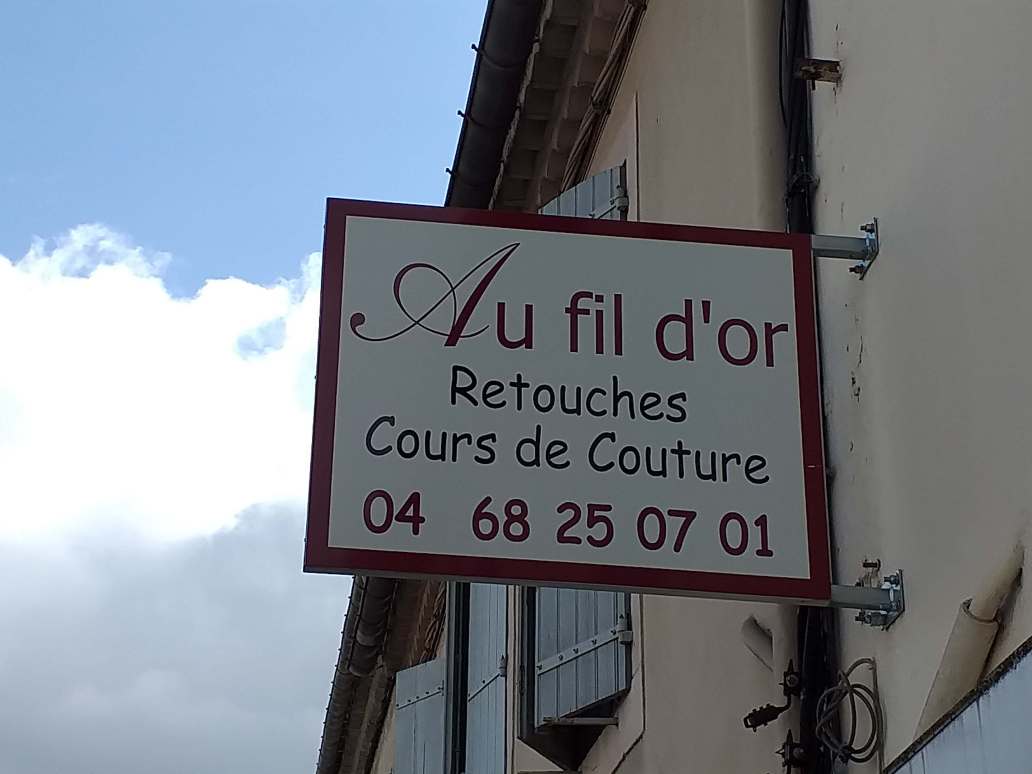 Au fil d'or
Retouches
Cours de Couture
04 68 25 07 01